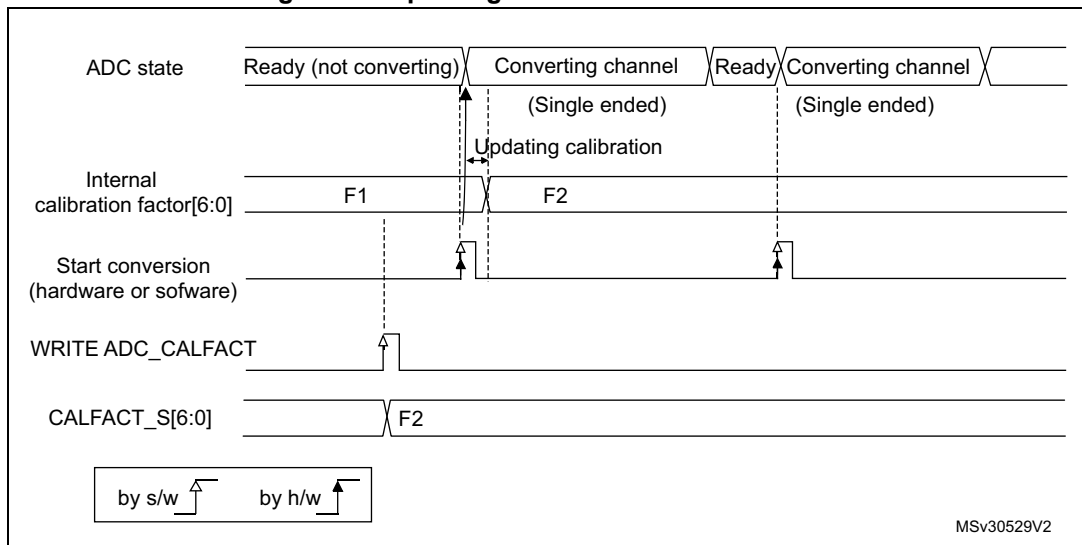 ADC state
Ready (not converting)
Converting channel
Ready
Converting channel
(Single ended)
(Single ended)
Updating calibration
Internal
calibration factor[6:0]
F1
F2
Start conversion
(hardware or sofware)
WRITE ADC_CALFACT
CALFACT_S[6:0]
F2
by s/w
by h/w
MSv30529V2